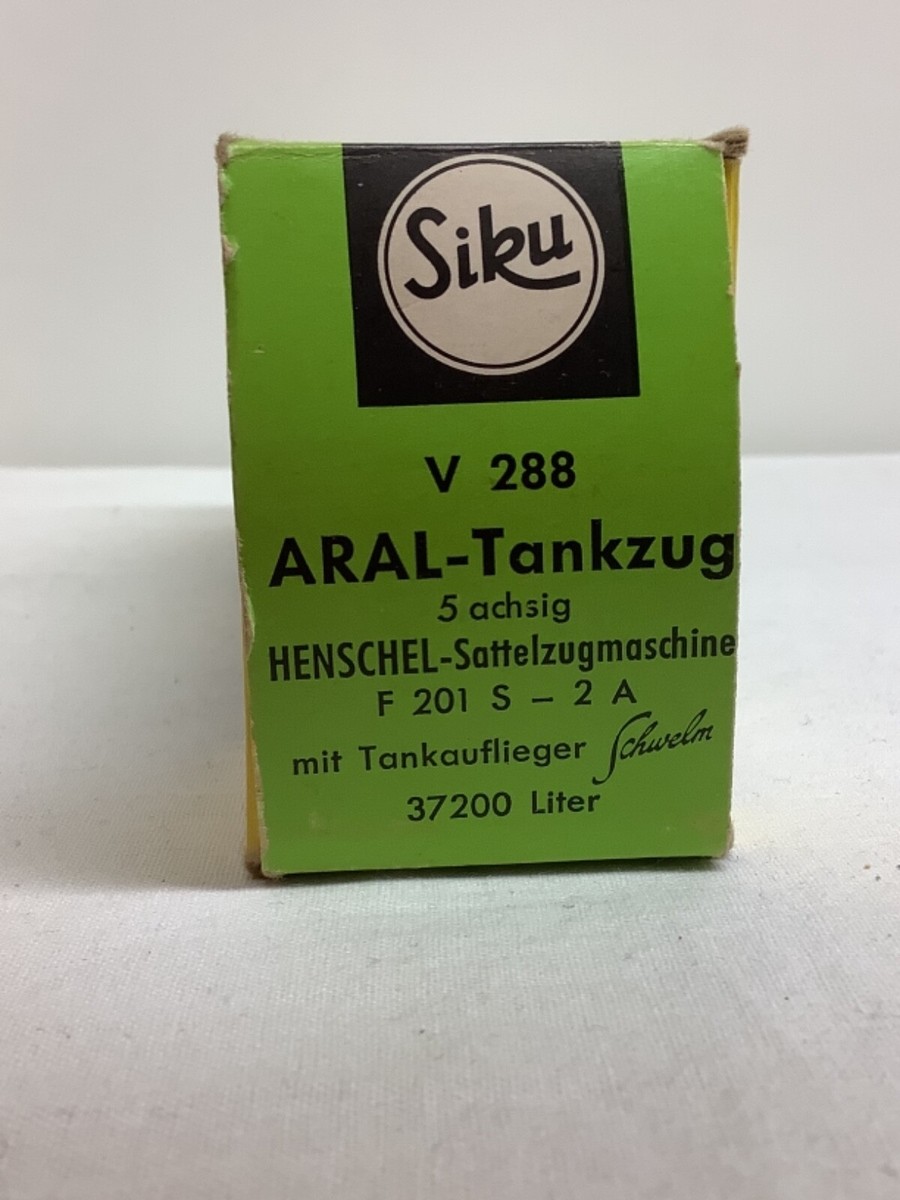 Siku
V 288
ARAL-Tankzug
5 achsig
HENSCHEL-Sattelzugmaschine
F 201 S – 2 A
mit Tankauflieger Schwelm
37200 Liter